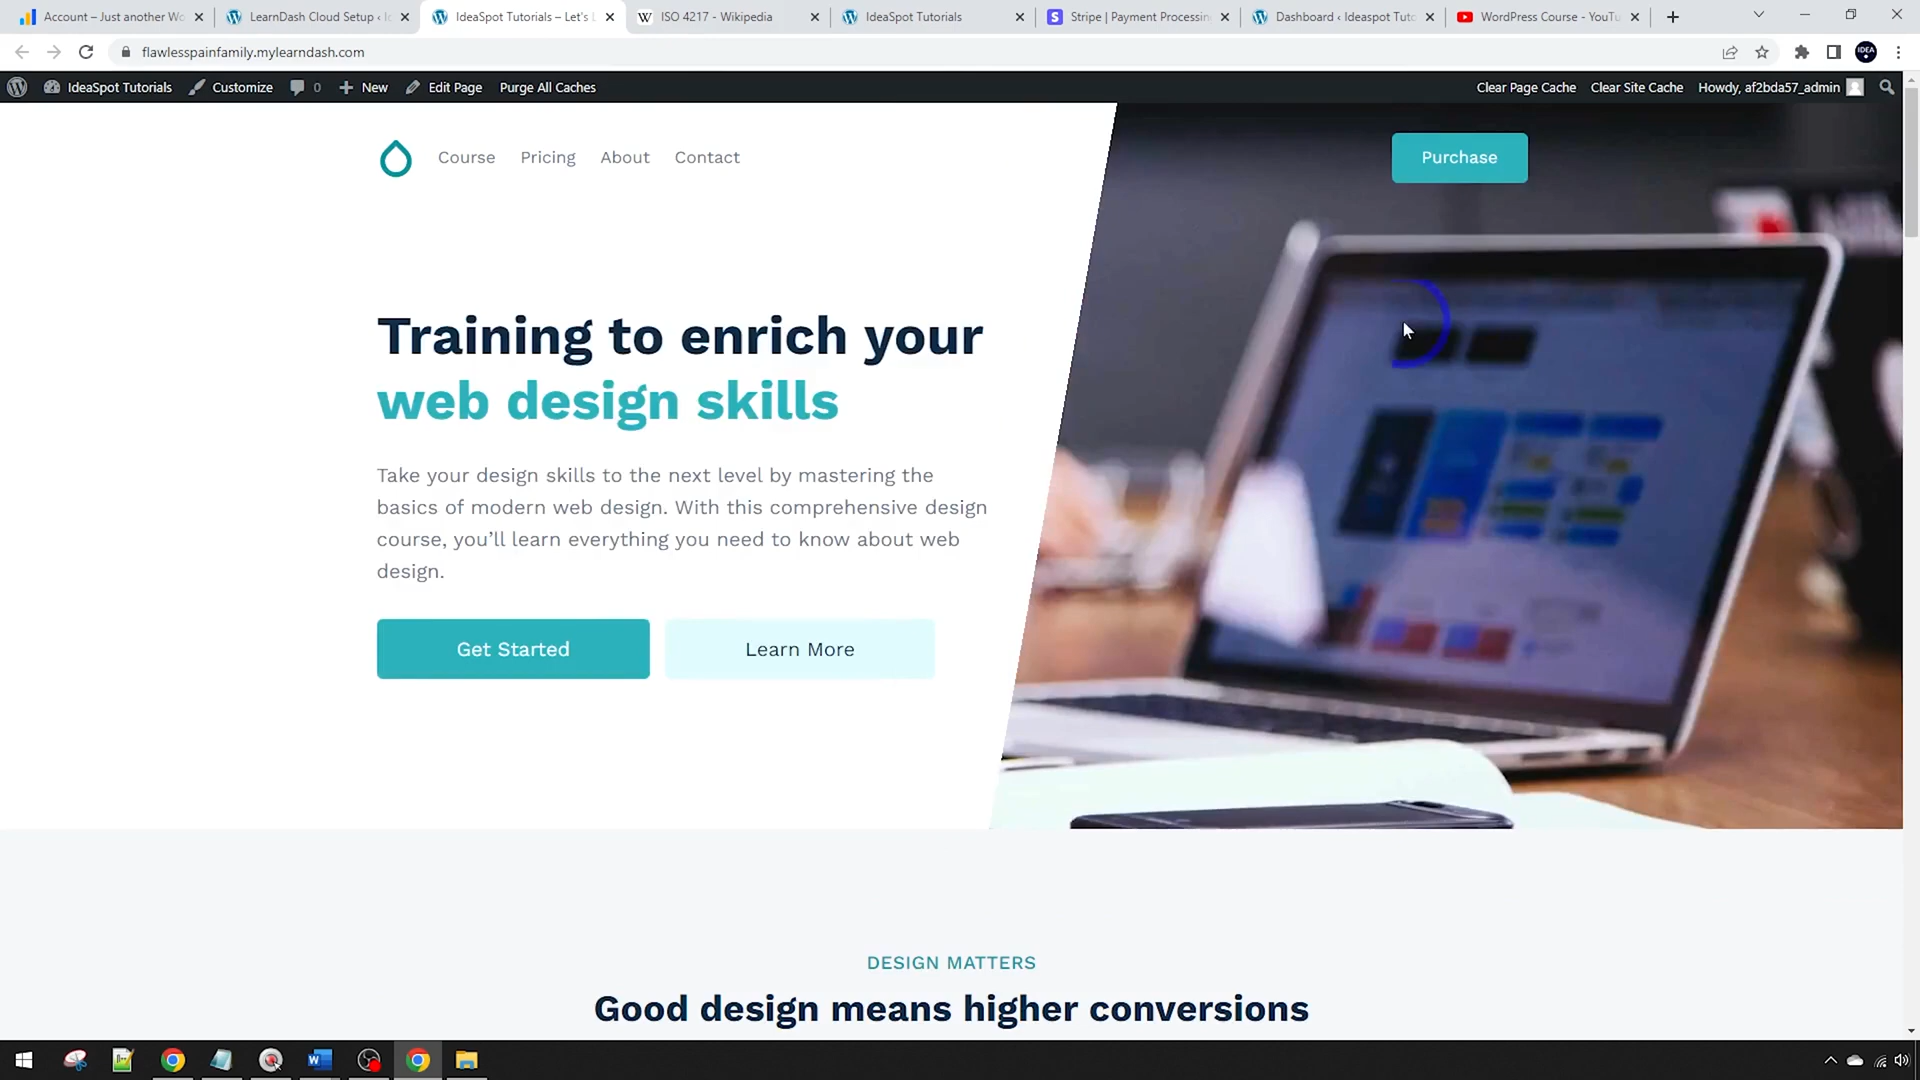 Account – Just another Wo
LearnDash Cloud Setup ‹ Ic
IdeaSpot Tutorials – Let's L
ISO 4217 - Wikipedia
IdeaSpot Tutorials
Stripe | Payment Processin
Dashboard ‹ Ideaspot Tuto
WordPress Course - YouTu
flawlesspainfamily.mylearndash.com
IDEA
IdeaSpot Tutorials
Customize
0
New
Edit Page
Purge All Caches
Clear Page Cache
Clear Site Cache
Howdy, af2bda57_admin
Course
Pricing
About
Contact
Purchase
Training to enrich your
web design skills
Take your design skills to the next level by mastering the
basics of modern web design. With this comprehensive design
course, you’ll learn everything you need to know about web
design.
Get Started
Learn More
DESIGN MATTERS
Good design means higher conversions